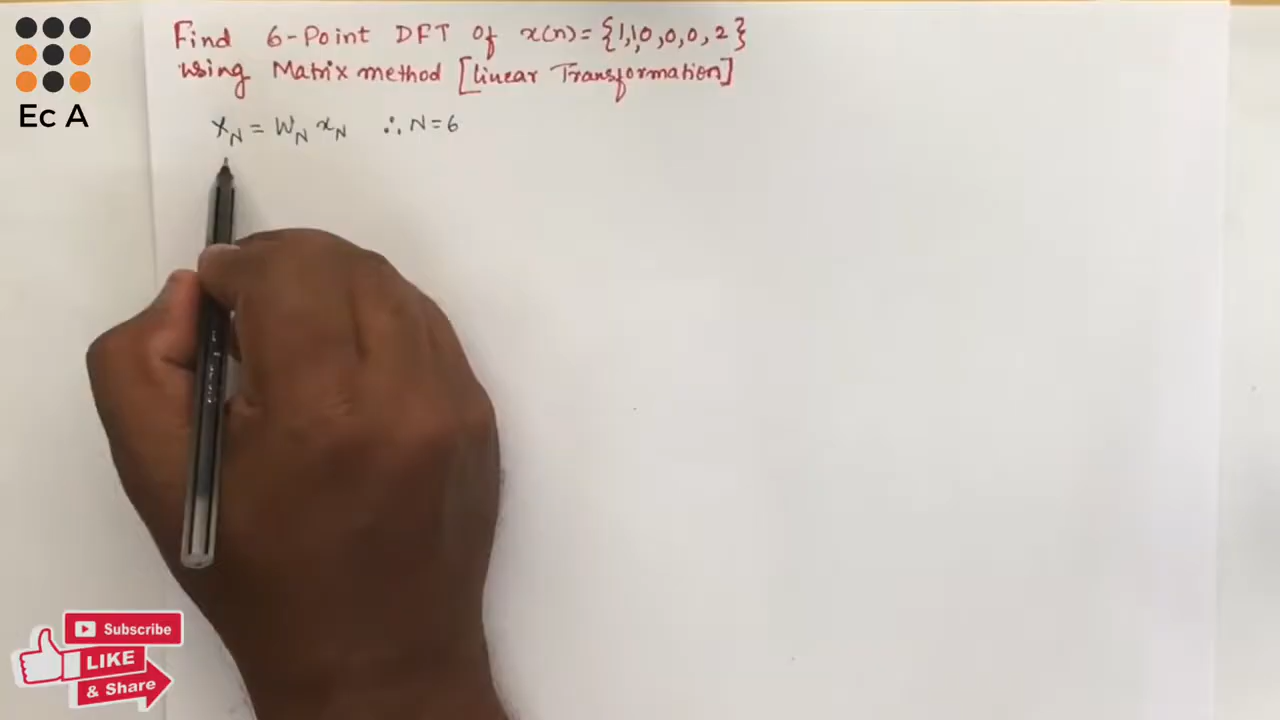 Find 6-Point DFT of x(n) = {1,1,0,0,0,2}
using Matrix method [linear Transformation]
X_N = W_N x_N ∴ N=6
Ec A
Subscribe
LIKE
& Share